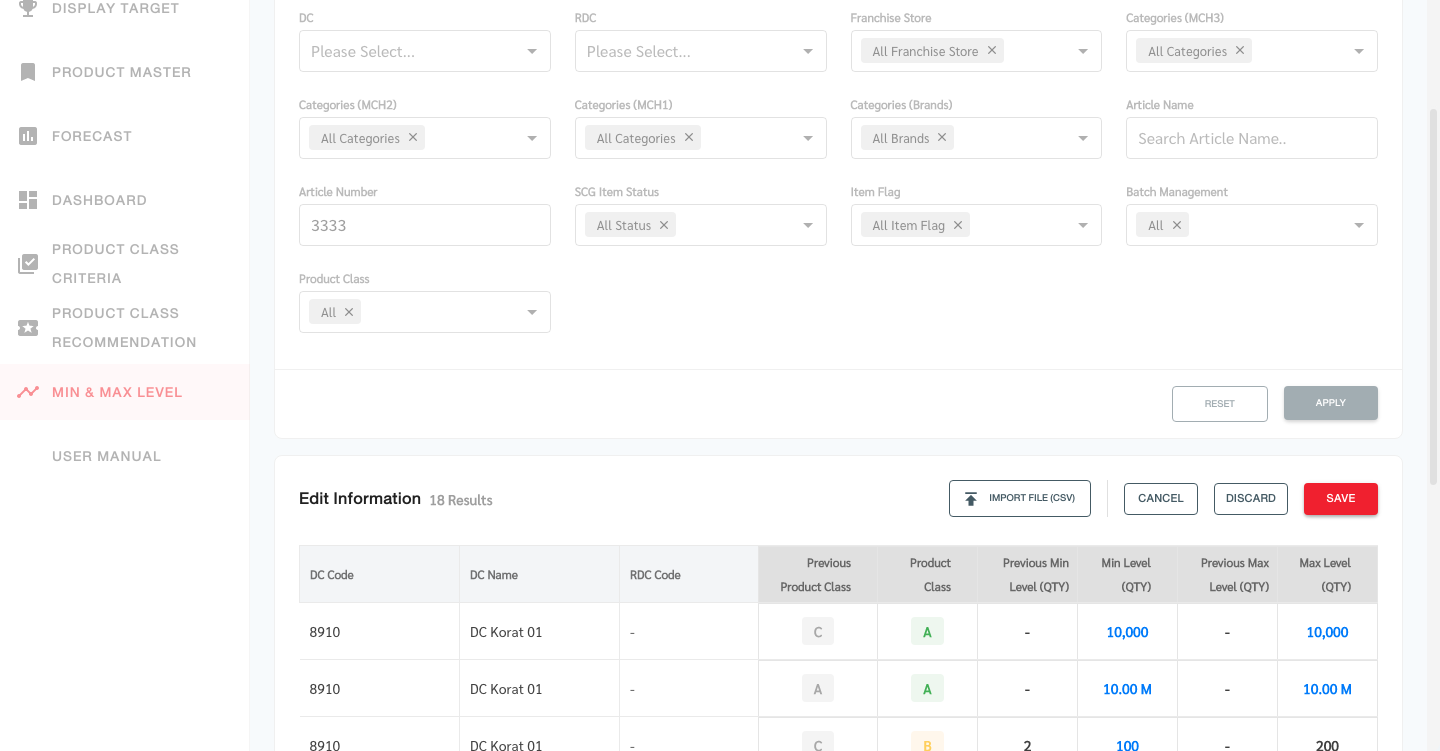 DISPLAY TARGET
PRODUCT MASTER
FORECAST
DASHBOARD
PRODUCT CLASS
CRITERIA
PRODUCT CLASS
RECOMMENDATION
MIN & MAX LEVEL
USER MANUAL
DC
RDC
Franchise Store
Categories (MCH3)
Please Select...
Please Select...
All Franchise Store
All Categories
Categories (MCH2)
Categories (MCH1)
Categories (Brands)
Article Name
All Categories
All Categories
All Brands
Search Article Name..
Article Number
SCG Item Status
Item Flag
Batch Management
3333
All Status
All Item Flag
All
Product Class
All
RESET
APPLY
Edit Information 18 Results
IMPORT FILE (CSV)
CANCEL
DISCARD
SAVE
DC Code
DC Name
RDC Code
Previous
Product Class
Product
Class
Previous Min
Level (QTY)
Min Level
(QTY)
Previous Max
Level (QTY)
Max Level
(QTY)
8910 DC Korat 01 - C A - 10,000 - 10,000
8910 DC Korat 01 - A A - 10.00 M - 10.00 M
8910 DC Korat 01 - C B 2 100 - 200